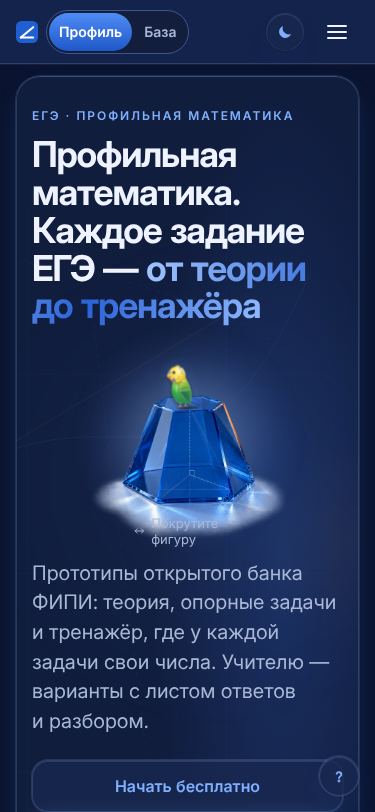 Профиль
База
ЕГЭ · ПРОФИЛЬНАЯ МАТЕМАТИКА
Профильная
математика.
Каждое задание
ЕГЭ — от теории
до тренажёра
Покрутите
фигуру
Прототипы открытого банка
ФИПИ: теория, опорные задачи
и тренажёр, где у каждой
задачи свои числа. Учителю —
варианты с листом ответов
и разбором.
Начать бесплатно
?